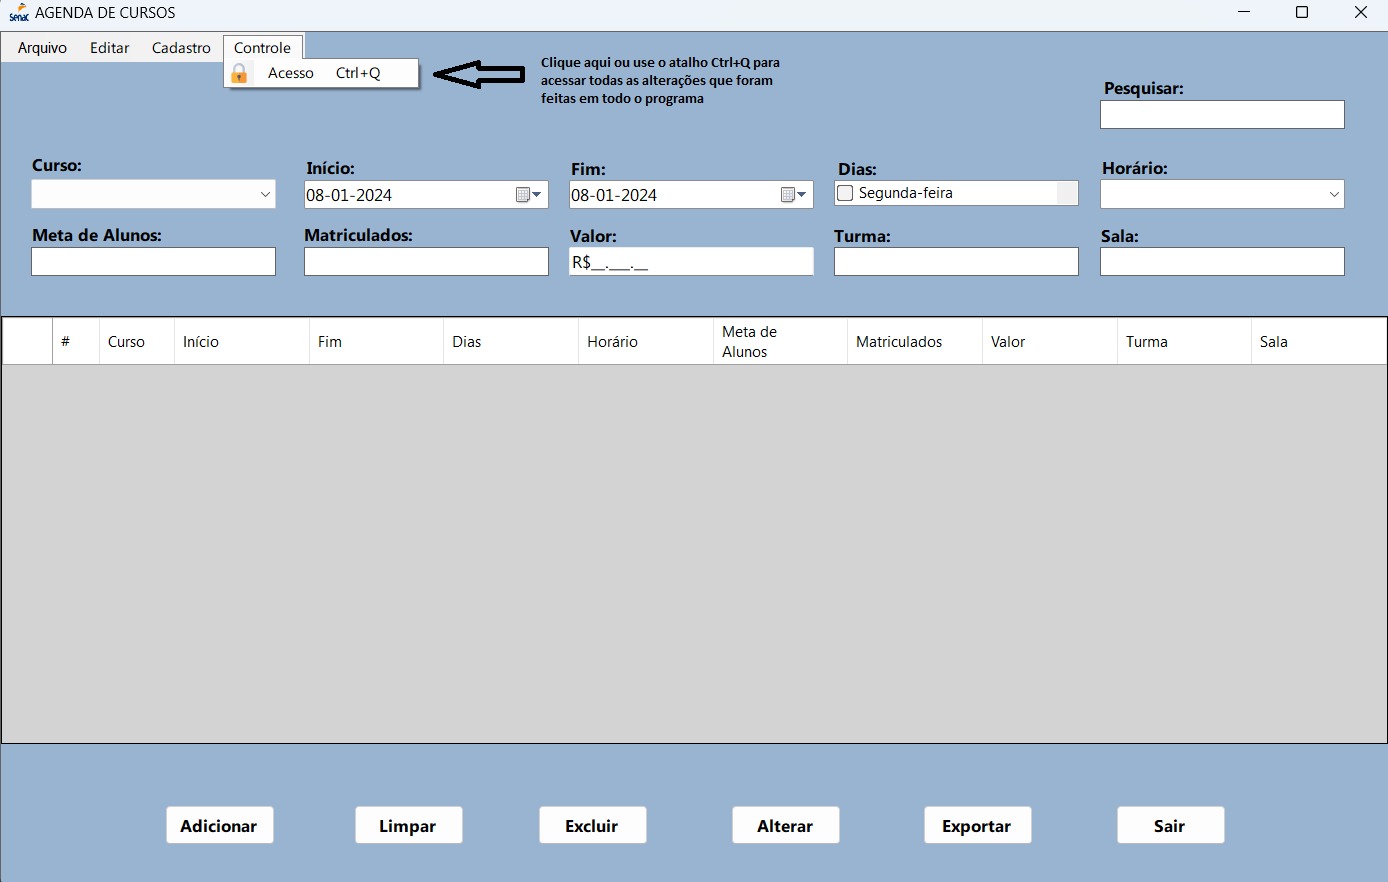 Senac AGENDA DE CURSOS
Arquivo Editar Cadastro Controle
Acesso Ctrl+Q
Clique aqui ou use o atalho Ctrl+Q para
acessar todas as alterações que foram
feitas em todo o programa
Pesquisar:
Curso: Início: Fim: Dias: Horário:
08-01-2024 08-01-2024 Segunda-feira
Meta de Alunos: Matriculados: Valor: Turma: Sala:
R$__.___.__
# Curso Início Fim Dias Horário Meta de
Alunos Matriculados Valor Turma Sala
Adicionar Limpar Excluir Alterar Exportar Sair